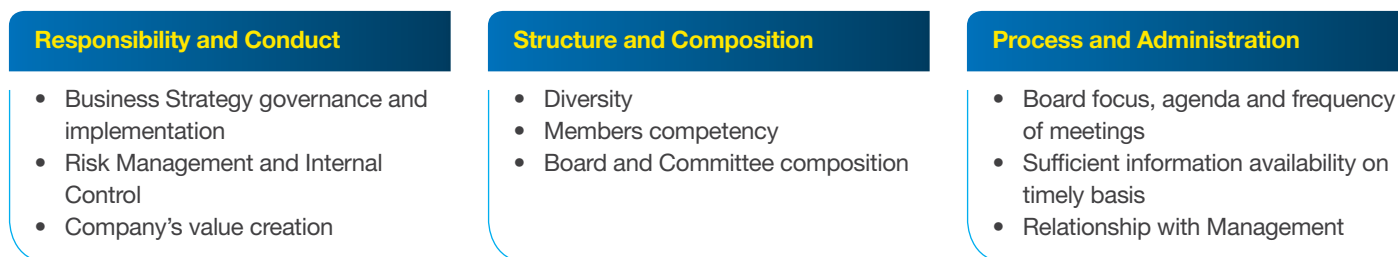 Responsibility and Conduct
• Business Strategy governance and
implementation
• Risk Management and Internal
Control
• Company’s value creation
Structure and Composition
• Diversity
• Members competency
• Board and Committee composition
Process and Administration
• Board focus, agenda and frequency
of meetings
• Sufficient information availability on
timely basis
• Relationship with Management